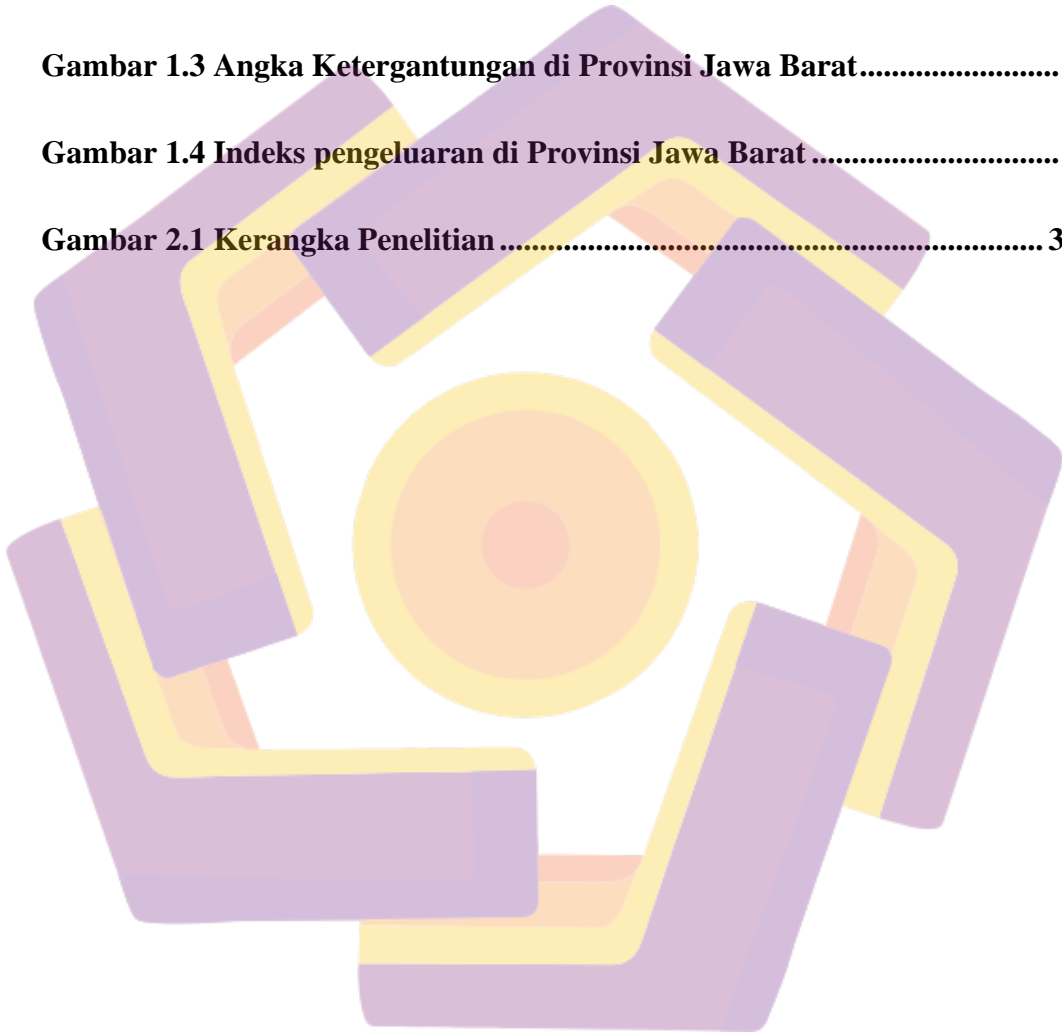 Gambar 1.3 Angka Ketergantungan di Provinsi Jawa Barat.........................
Gambar 1.4 Indeks pengeluaran di Provinsi Jawa Barat ...............................
Gambar 2.1 Kerangka Penelitian .................................................................... 3